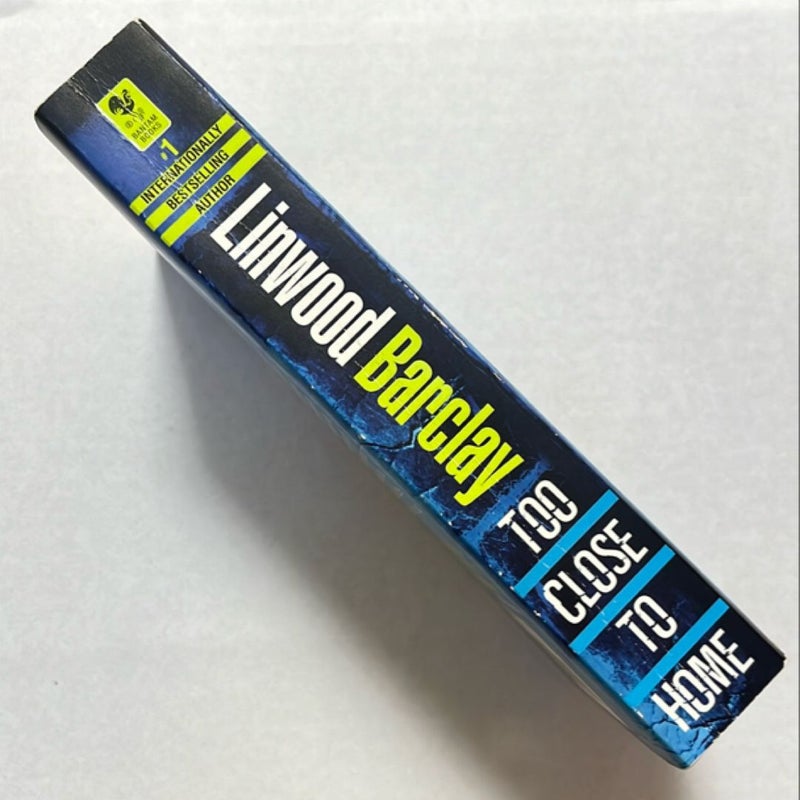 BANTAM
BOOKS
#1
INTERNATIONALLY
BESTSELLING
AUTHOR
Linwood Barclay
TOO
CLOSE
TO
HOME